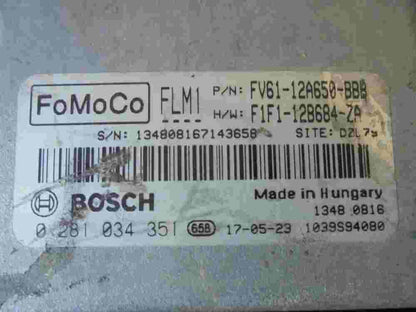 FoMoCo FLM1 P/N: FV61-12A650-BBB
H/W: F1F1-12B684-ZA
S/N: 134808167143658 SITE: DZL79
BOSCH Made in Hungary
1348 0816
0 281 034 351 658 17-05-23 1039S94080